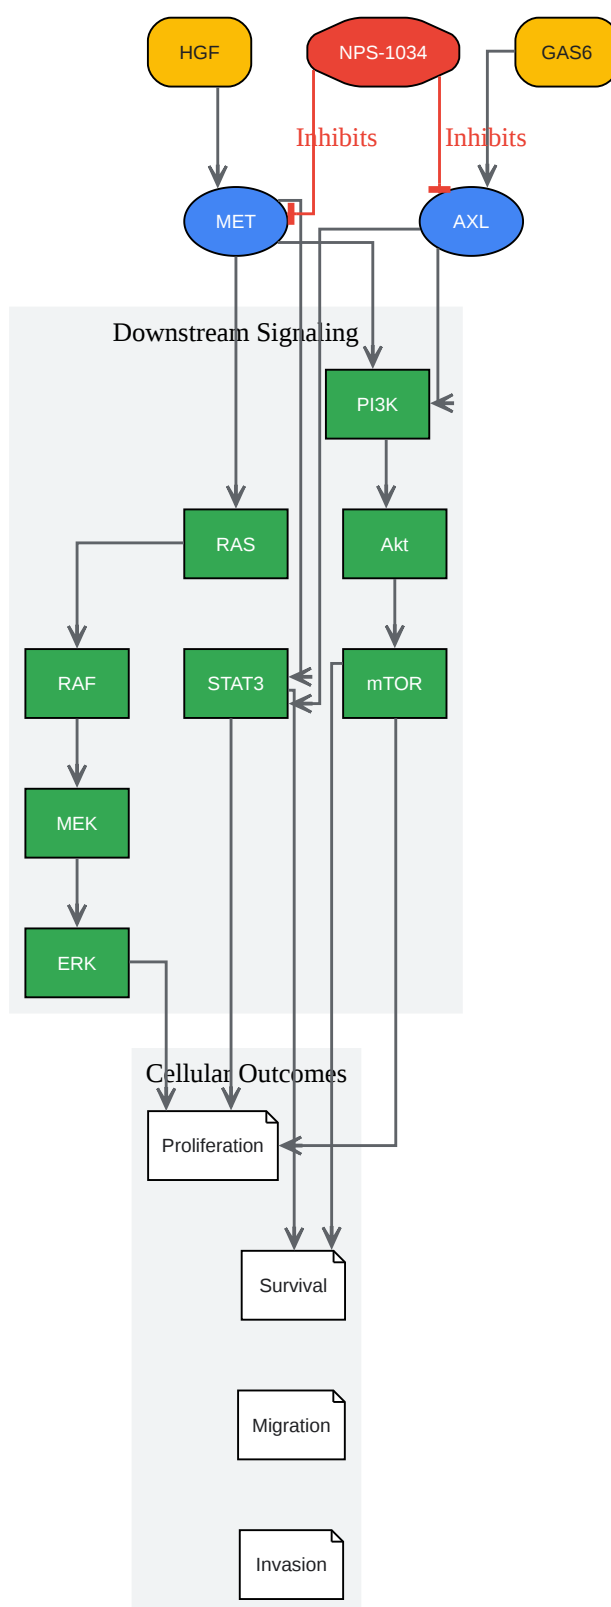 HGF
NPS-1034
GAS6
Inhibits
Inhibits
MET
AXL
Downstream Signaling
PI3K
RAS
Akt
RAF
STAT3
mTOR
MEK
ERK
Cellular Outcomes
Proliferation
Survival
Migration
Invasion